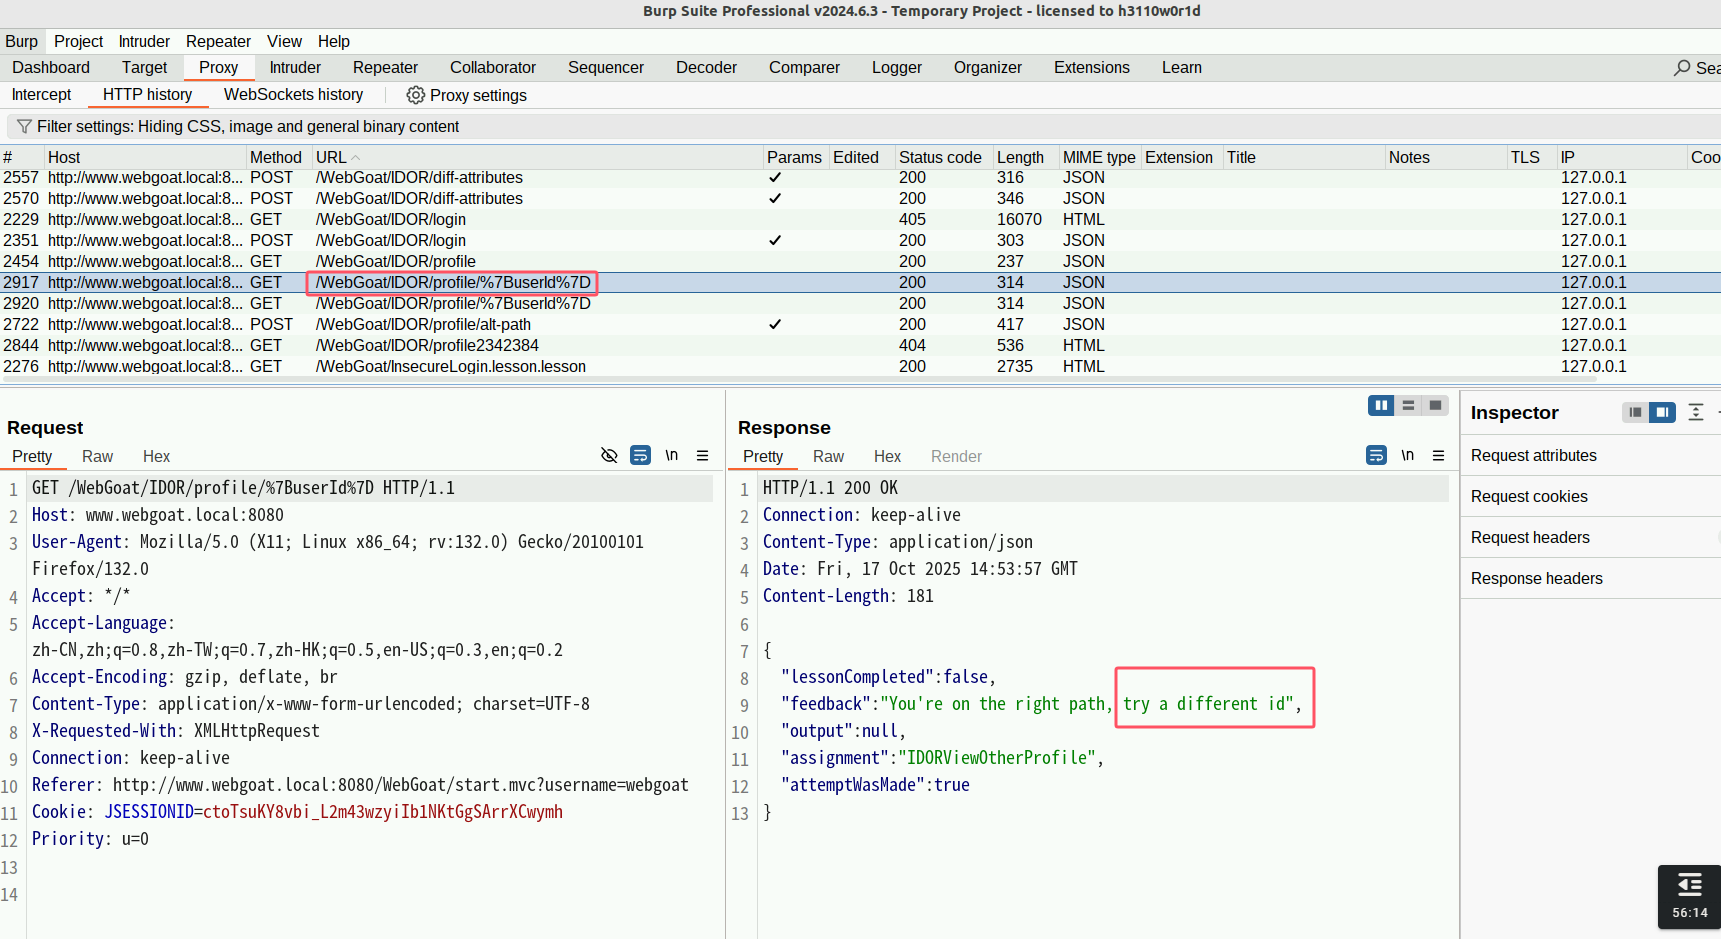 Burp Suite Professional v2024.6.3 - Temporary Project - licensed to h3110w0r1d
Burp Project Intruder Repeater View Help
Dashboard Target Proxy Intruder Repeater Collaborator Sequencer Decoder Comparer Logger Organizer Extensions Learn Sea
Intercept HTTP history WebSockets history Proxy settings
Filter settings: Hiding CSS, image and general binary content
# Host Method URL Params Edited Status code Length MIME type Extension Title Notes TLS IP Coo
2557 http://www.webgoat.local:8... POST /WebGoat/IDOR/diff-attributes ✓ 200 316 JSON 127.0.0.1
2570 http://www.webgoat.local:8... POST /WebGoat/IDOR/diff-attributes ✓ 200 346 JSON 127.0.0.1
2229 http://www.webgoat.local:8... GET /WebGoat/IDOR/login 405 16070 HTML 127.0.0.1
2351 http://www.webgoat.local:8... POST /WebGoat/IDOR/login ✓ 200 303 JSON 127.0.0.1
2454 http://www.webgoat.local:8... GET /WebGoat/IDOR/profile 200 237 JSON 127.0.0.1
2917 http://www.webgoat.local:8... GET /WebGoat/IDOR/profile/%7BuserId%7D 200 314 JSON 127.0.0.1
2920 http://www.webgoat.local:8... GET /WebGoat/IDOR/profile/%7BuserId%7D 200 314 JSON 127.0.0.1
2722 http://www.webgoat.local:8... POST /WebGoat/IDOR/profile/alt-path ✓ 200 417 JSON 127.0.0.1
2844 http://www.webgoat.local:8... GET /WebGoat/IDOR/profile2342384 404 536 HTML 127.0.0.1
2276 http://www.webgoat.local:8... GET /WebGoat/InsecureLogin.lesson.lesson 200 2735 HTML 127.0.0.1
Request
Pretty Raw Hex \n
1 GET /WebGoat/IDOR/profile/%7BuserId%7D HTTP/1.1
2 Host: www.webgoat.local:8080
3 User-Agent: Mozilla/5.0 (X11; Linux x86_64; rv:132.0) Gecko/20100101
Firefox/132.0
4 Accept: */*
5 Accept-Language:
zh-CN,zh;q=0.8,zh-TW;q=0.7,zh-HK;q=0.5,en-US;q=0.3,en;q=0.2
6 Accept-Encoding: gzip, deflate, br
7 Content-Type: application/x-www-form-urlencoded; charset=UTF-8
8 X-Requested-With: XMLHttpRequest
9 Connection: keep-alive
10 Referer: http://www.webgoat.local:8080/WebGoat/start.mvc?username=webgoat
11 Cookie: JSESSIONID=ctoTsuKY8vbi_L2m43wzyiIb1NKtGgSArrXCwymh
12 Priority: u=0
13
14
Response
Pretty Raw Hex Render \n
1 HTTP/1.1 200 OK
2 Connection: keep-alive
3 Content-Type: application/json
4 Date: Fri, 17 Oct 2025 14:53:57 GMT
5 Content-Length: 181
6
7 {
8 "lessonCompleted":false,
9 "feedback":"You're on the right path, try a different id",
10 "output":null,
11 "assignment":"IDORViewOtherProfile",
12 "attemptWasMade":true
13 }
Inspector
Request attributes
Request cookies
Request headers
Response headers
56:14